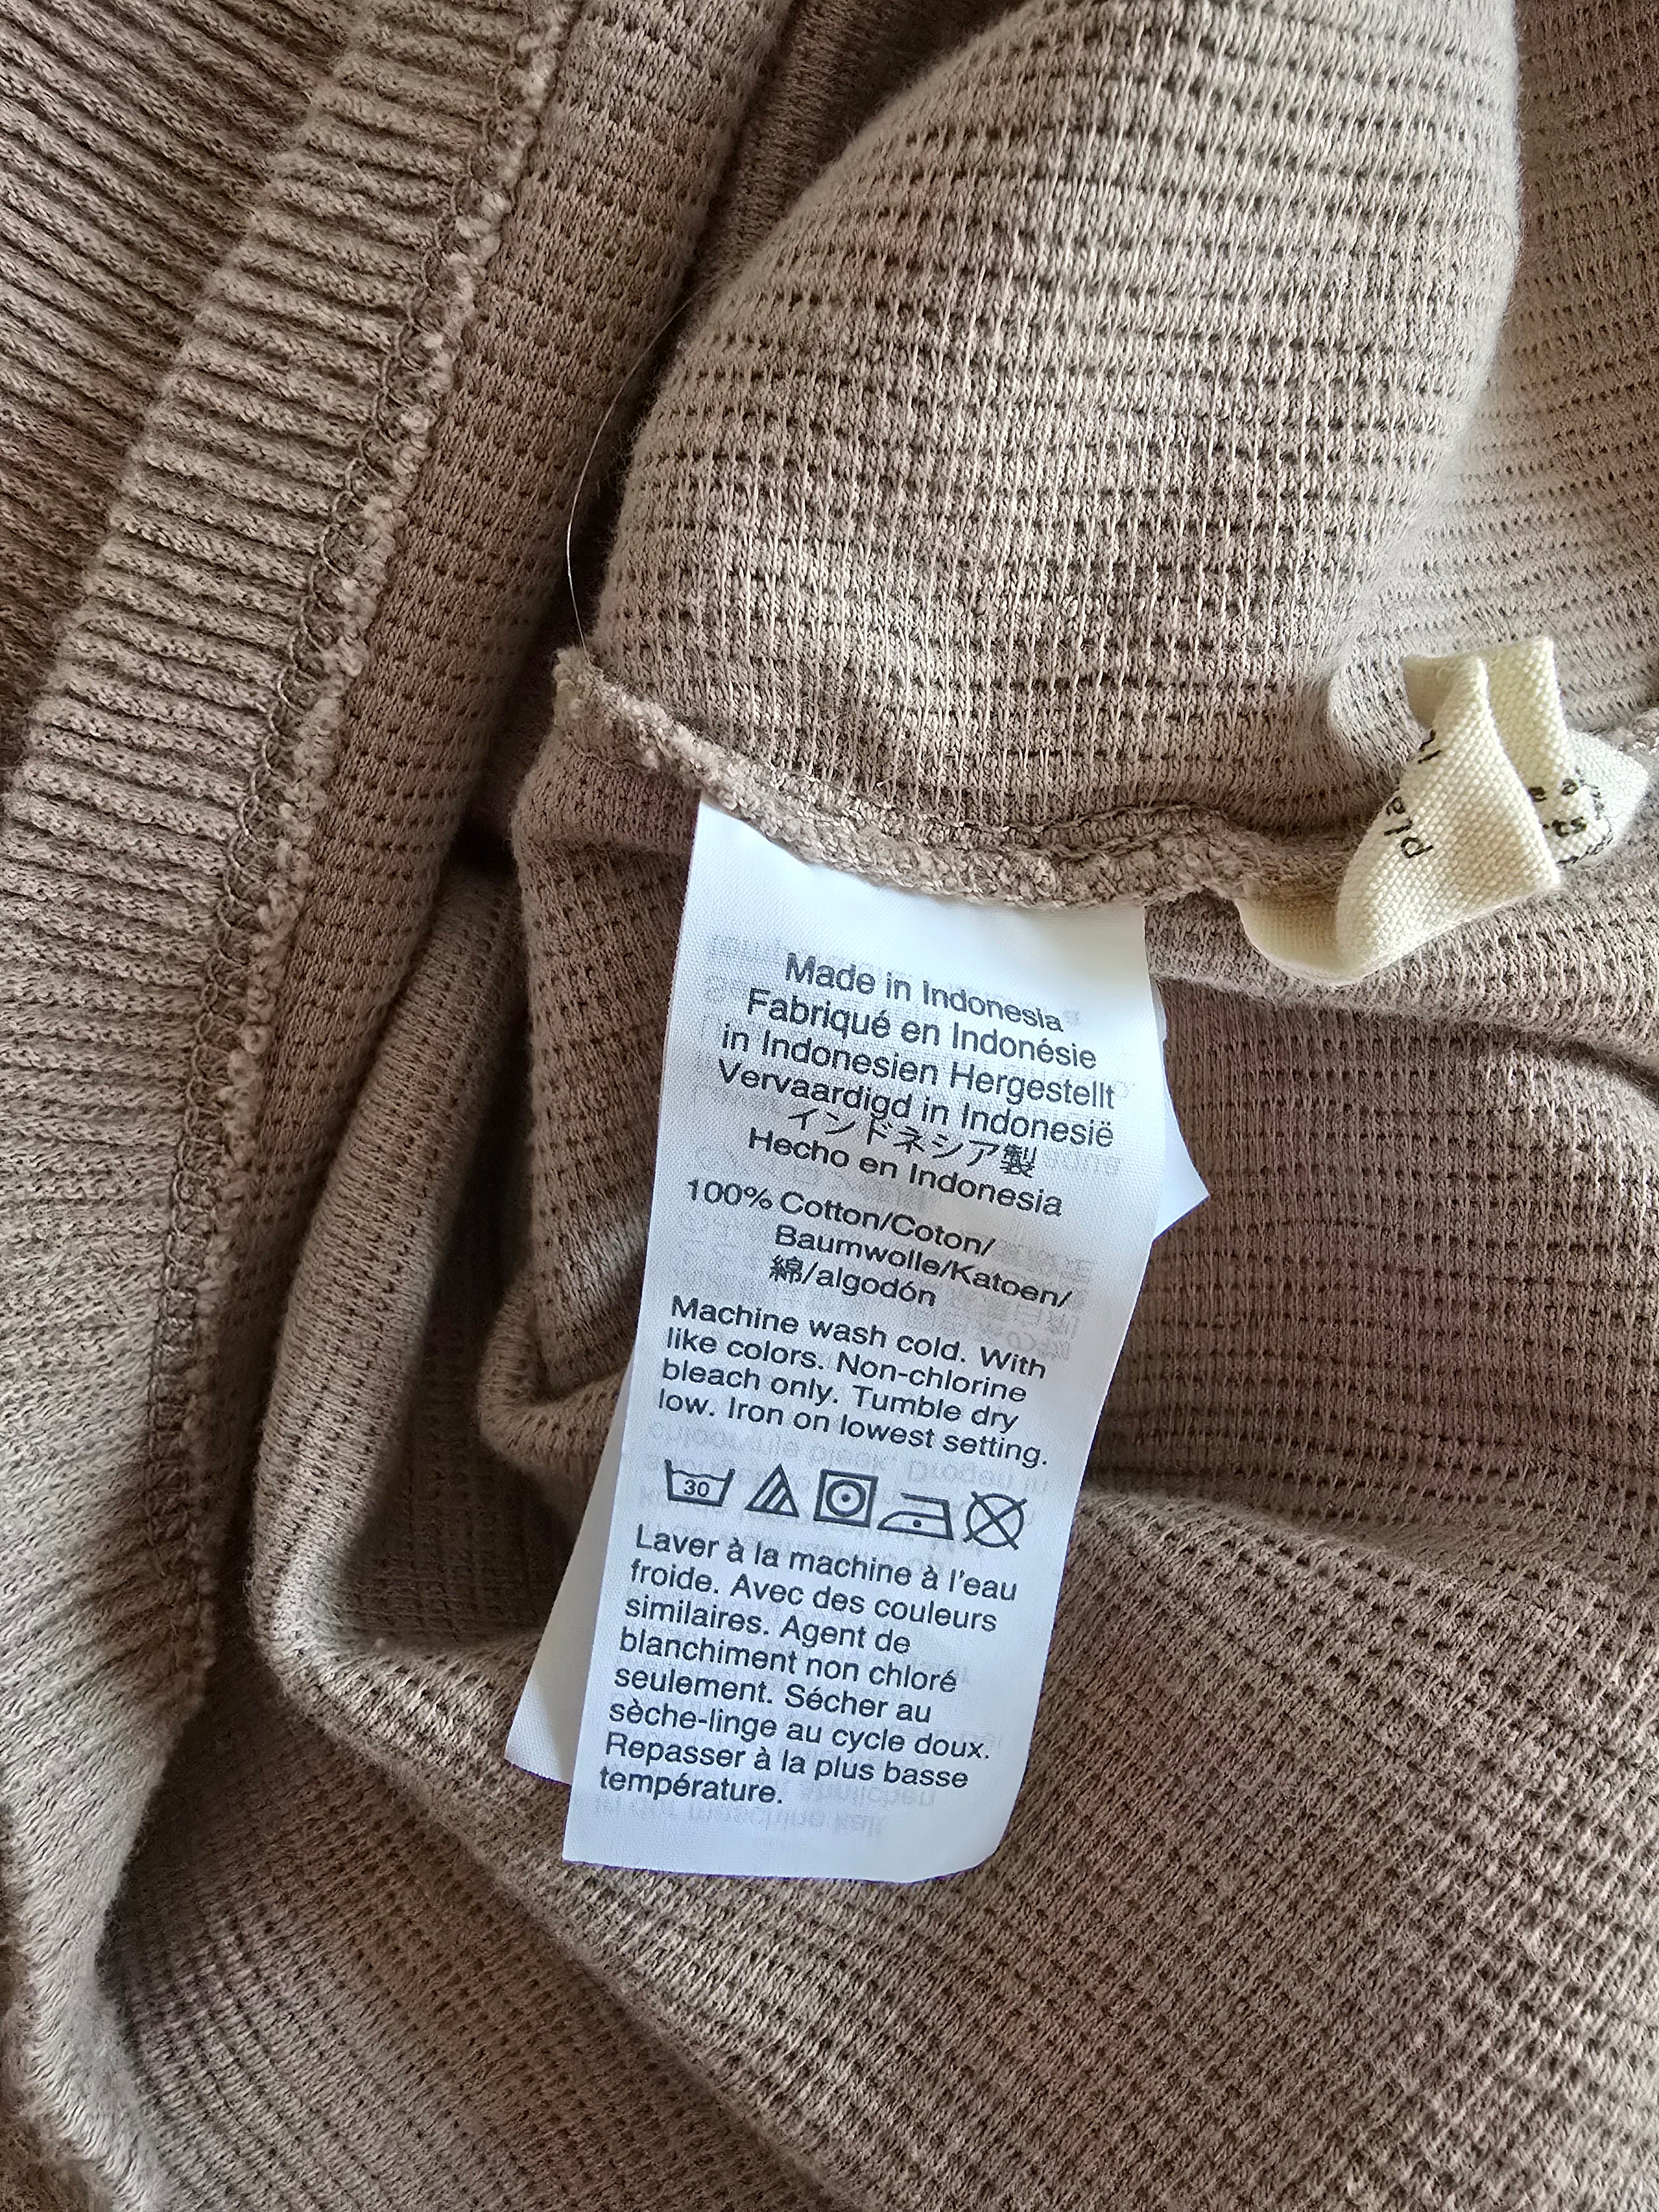 Made in Indonesia
Fabriqué en Indonésie
in Indonesien Hergestellt
Vervaardigd in Indonesië
インドネシア製
Hecho en Indonesia
100% Cotton/Coton/
Baumwolle/Katoen/
綿/algodón
Machine wash cold. With
like colors. Non-chlorine
bleach only. Tumble dry
low. Iron on lowest setting.
30
Laver à la machine à l'eau
froide. Avec des couleurs
similaires. Agent de
blanchiment non chloré
seulement. Sécher au
sèche-linge au cycle doux.
Repasser à la plus basse
température.